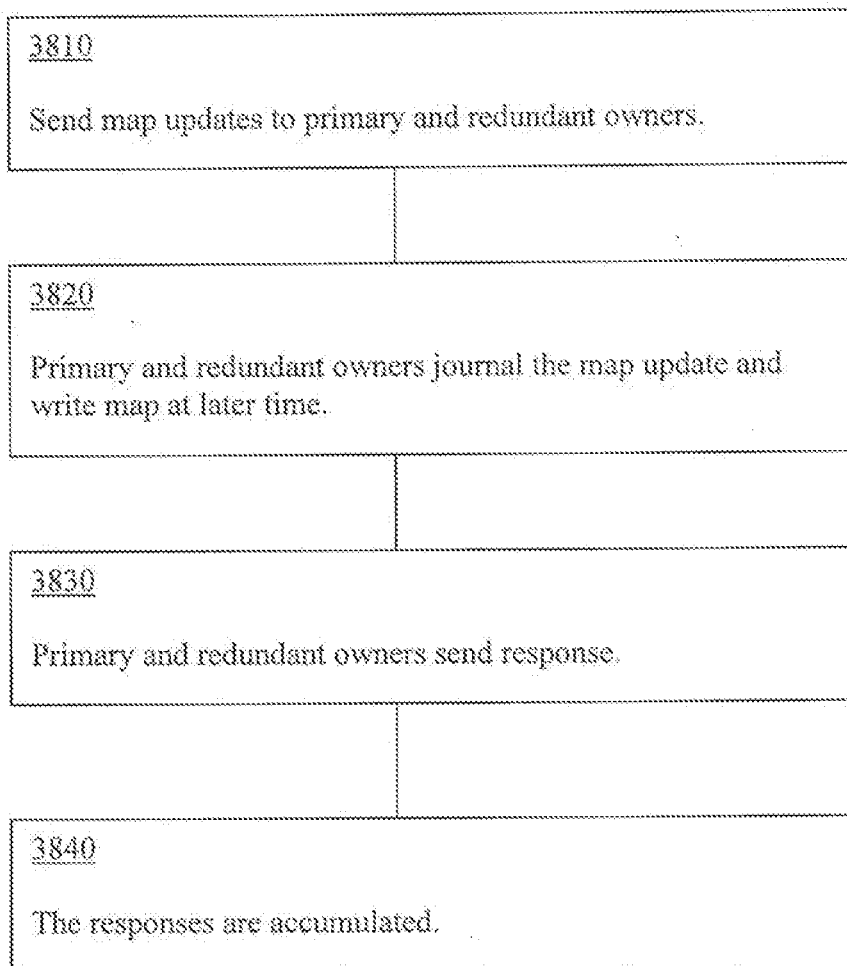 3810
Send map updates to primary and redundant owners.
3820
Primary and redundant owners journal the map update and
write map at later time.
3830
Primary and redundant owners send response.
3840
The responses are accumulated.